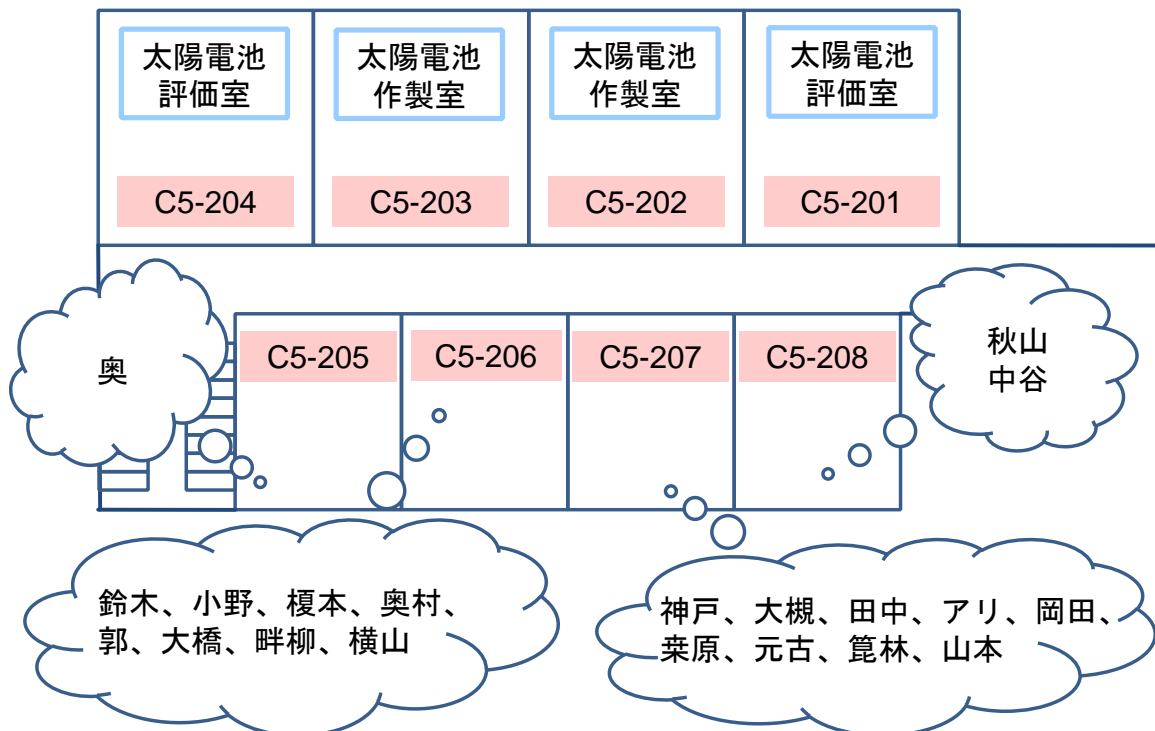 太陽電池
評価室
太陽電池
作製室
太陽電池
作製室
太陽電池
評価室
C5-204
C5-203
C5-202
C5-201
奥
C5-205
C5-206
C5-207
C5-208
秋山
中谷
鈴木、小野、榎本、奥村、
郭、大橋、畔柳、横山
神戸、大槻、田中、アリ、岡田、
桒原、元古、箟林、山本